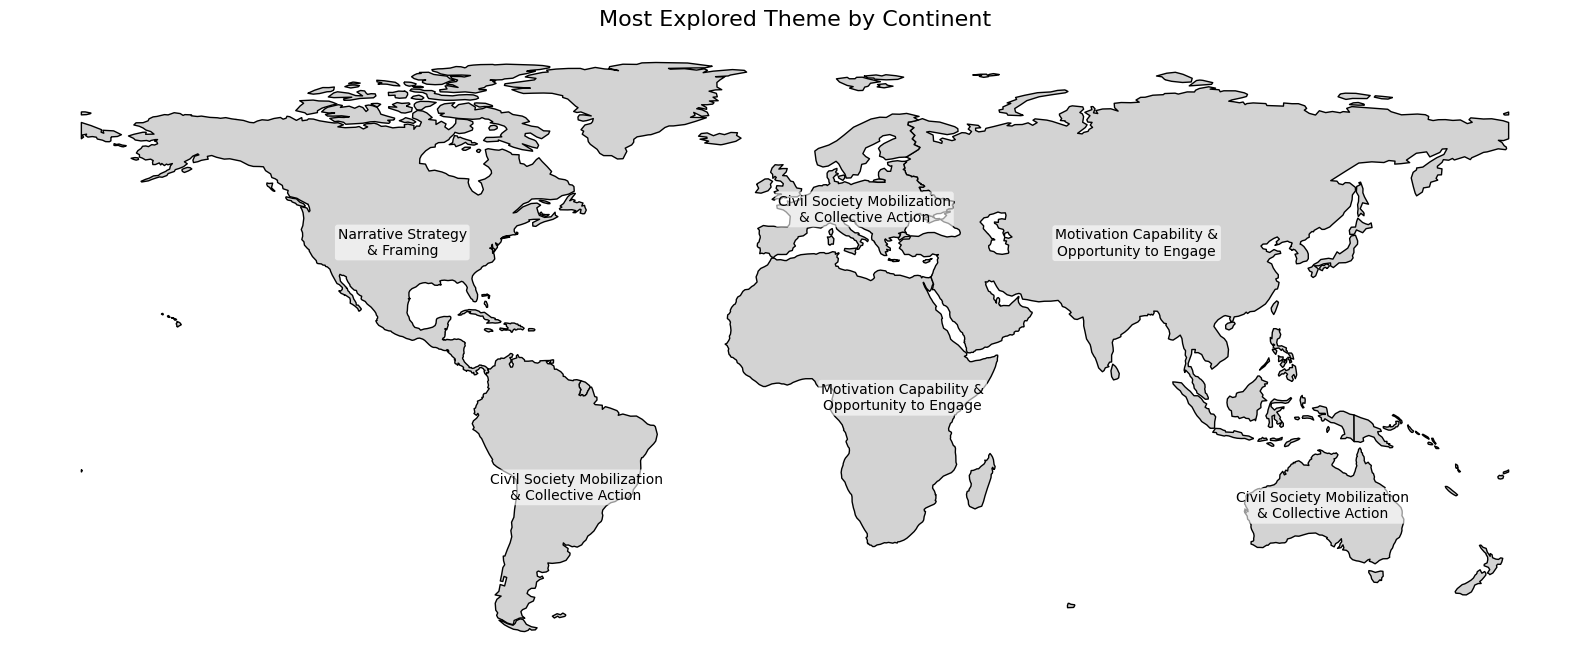 Most Explored Theme by Continent
Civil Society Mobilization
& Collective Action
Narrative Strategy
& Framing
Motivation Capability &
Opportunity to Engage
Motivation Capability &
Opportunity to Engage
Civil Society Mobilization
& Collective Action
Civil Society Mobilization
& Collective Action